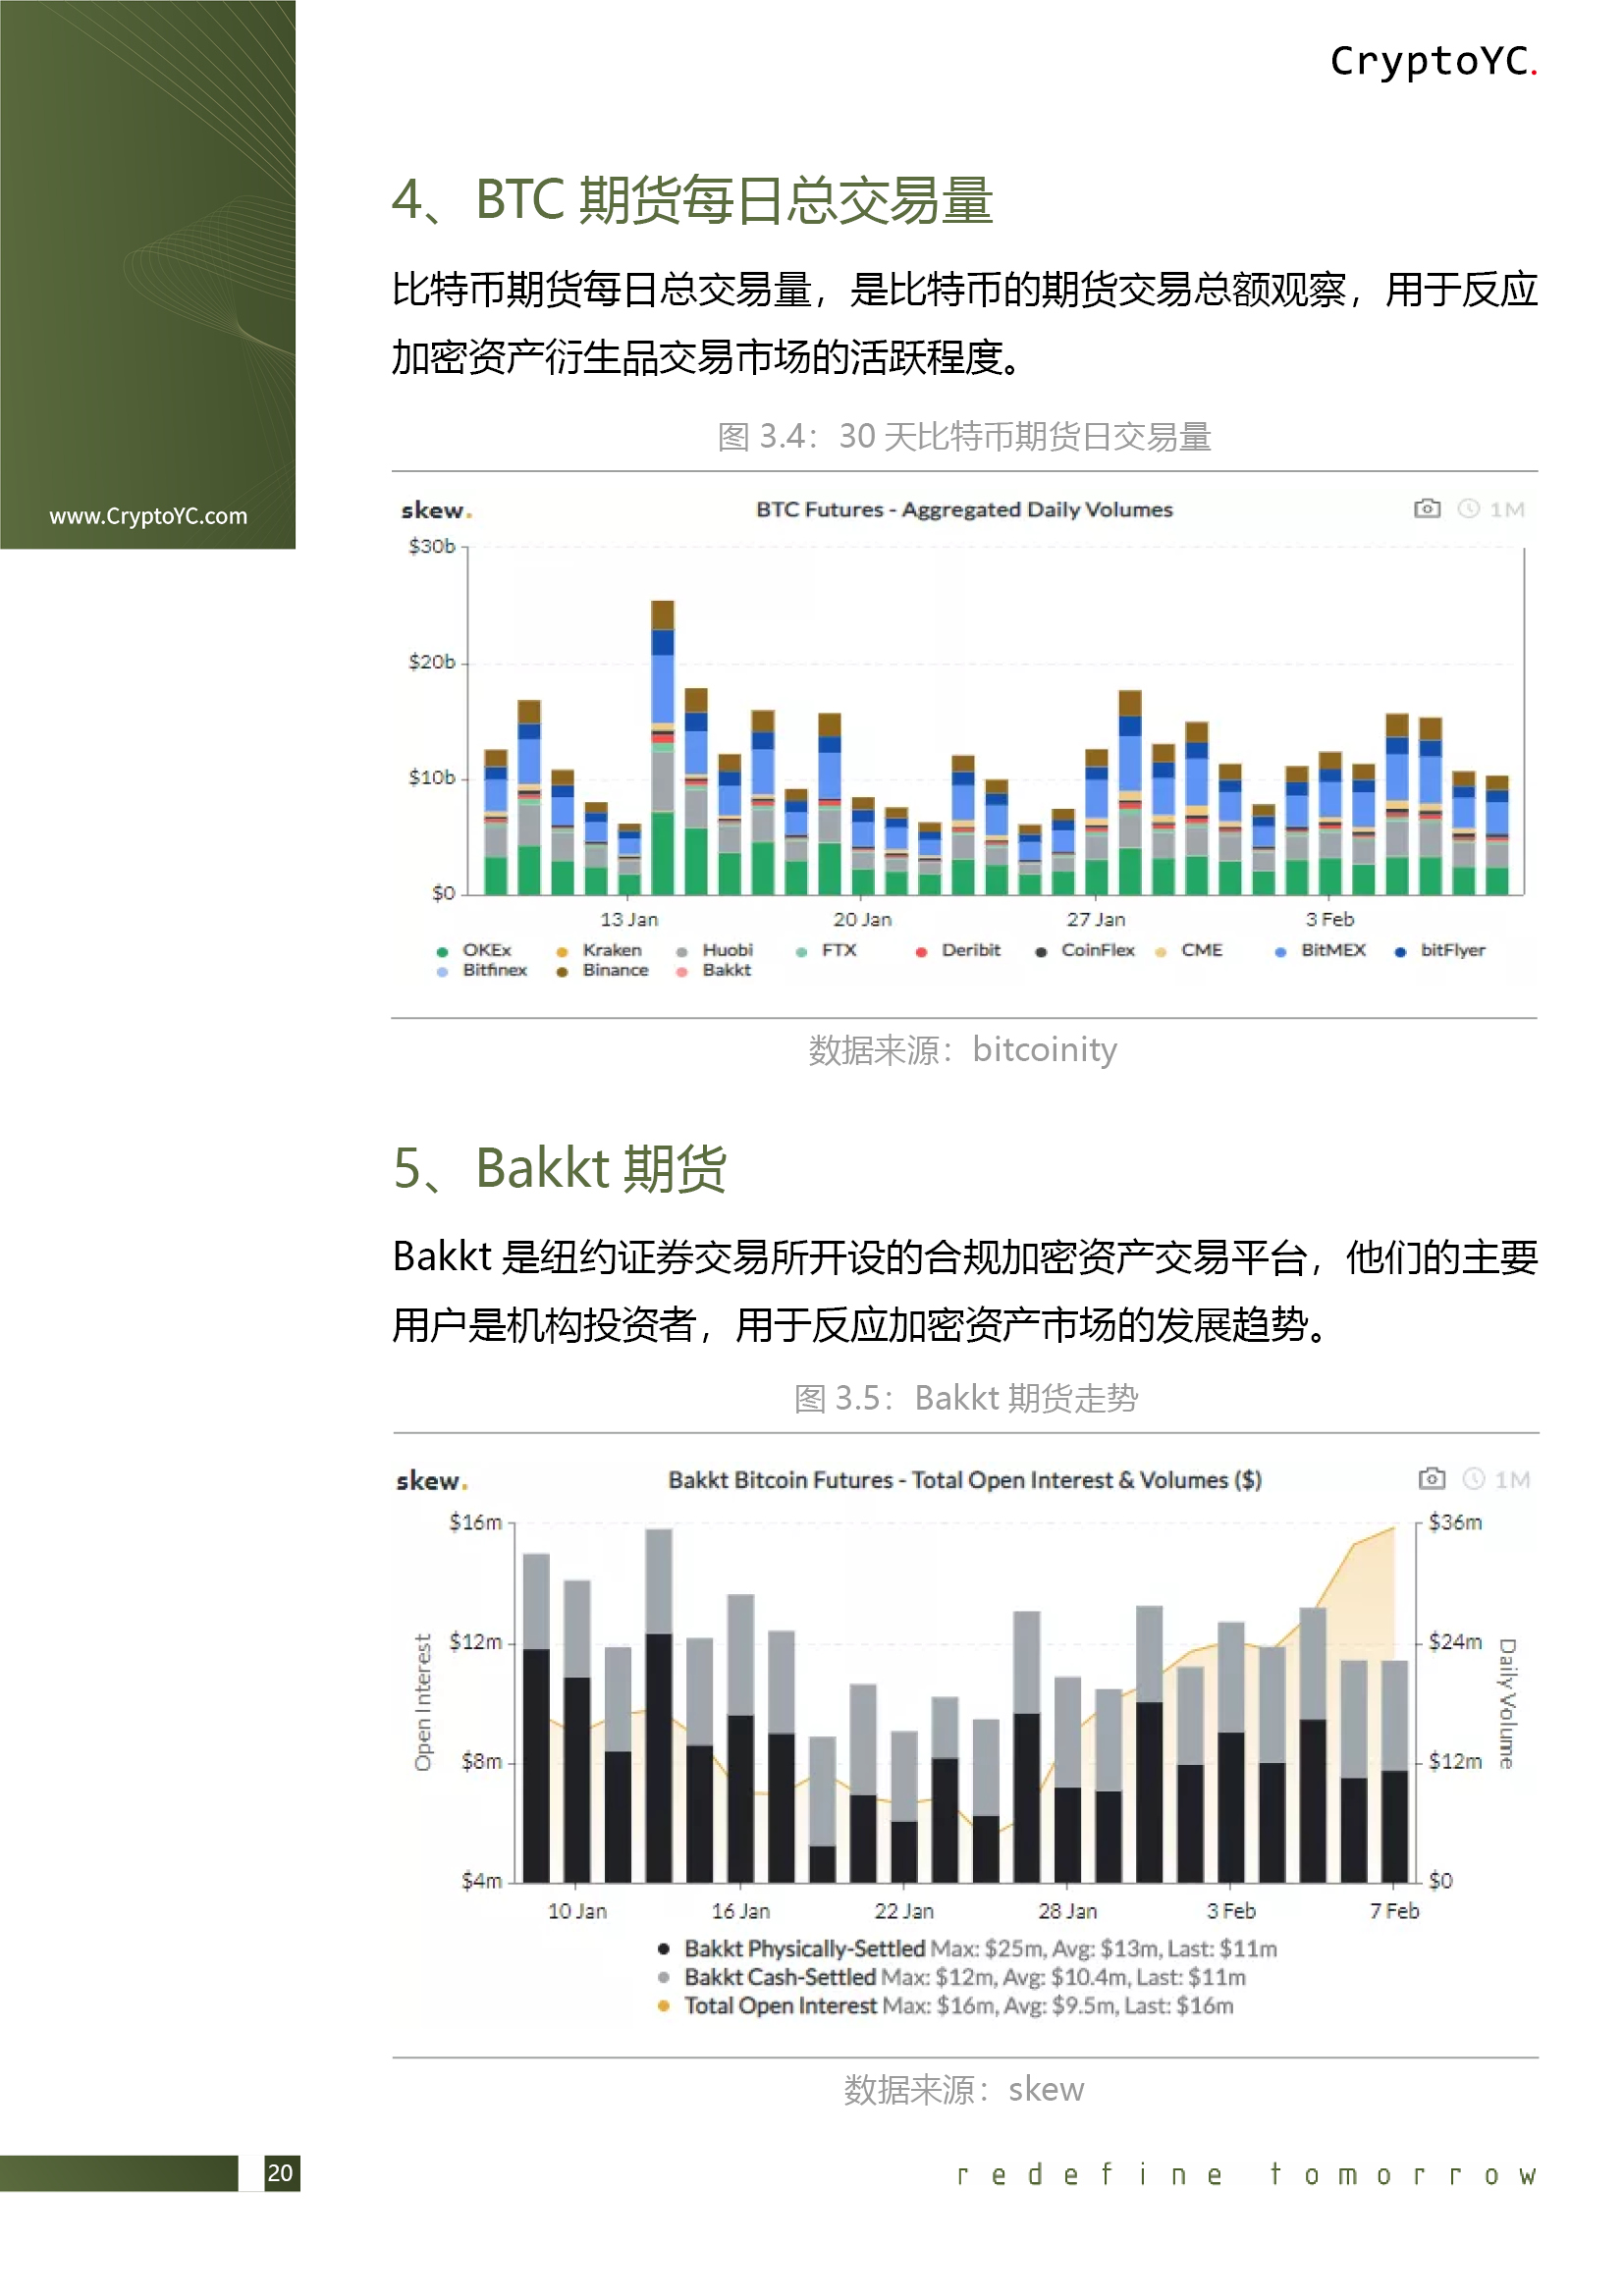 CryptoYC.
www.CryptoYC.com
4、BTC 期货每日总交易量
比特币期货每日总交易量，是比特币的期货交易总额观察，用于反应
加密资产衍生品交易市场的活跃程度。
图 3.4：30 天比特币期货日交易量
skew. BTC Futures - Aggregated Daily Volumes 1M
$30b
$20b
$10b
$0
13 Jan 20 Jan 27 Jan 3 Feb
OKEx Kraken Huobi FTX Deribit CoinFlex CME BitMEX bitFlyer
Bitfinex Binance Bakkt
数据来源：bitcoinity
5、Bakkt 期货
Bakkt 是纽约证券交易所开设的合规加密资产交易平台，他们的主要
用户是机构投资者，用于反应加密资产市场的发展趋势。
图 3.5：Bakkt 期货走势
skew. Bakkt Bitcoin Futures - Total Open Interest & Volumes ($) 1M
$16m $36m
$12m $24m
$8m $12m
$4m $0
Open Interest
Daily Volume
10 Jan 16 Jan 22 Jan 28 Jan 3 Feb 7 Feb
Bakkt Physically-Settled Max: $25m, Avg: $13m, Last: $11m
Bakkt Cash-Settled Max: $12m, Avg: $10.4m, Last: $11m
Total Open Interest Max: $16m, Avg: $9.5m, Last: $16m
数据来源：skew
20
redefine tomorrow